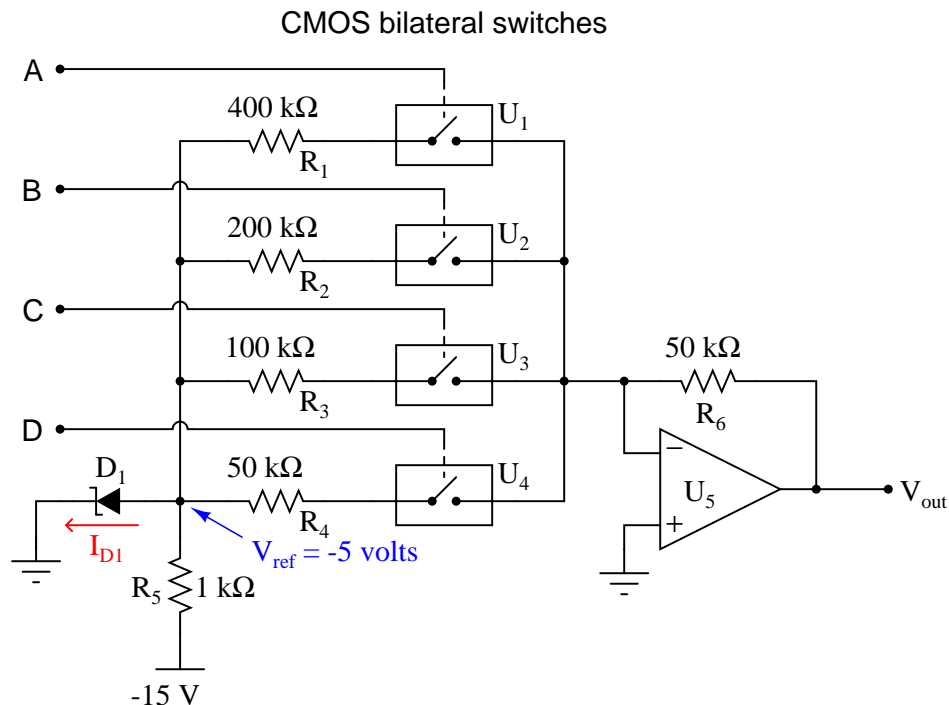 CMOS bilateral switches
A
400 kΩ
U1
R1
B
200 kΩ
U2
R2
C
100 kΩ
U3
R3
50 kΩ
R6
D
D1
50 kΩ
U4
R4
−
U5
+
Vout
ID1
Vref = -5 volts
R5 1 kΩ
-15 V